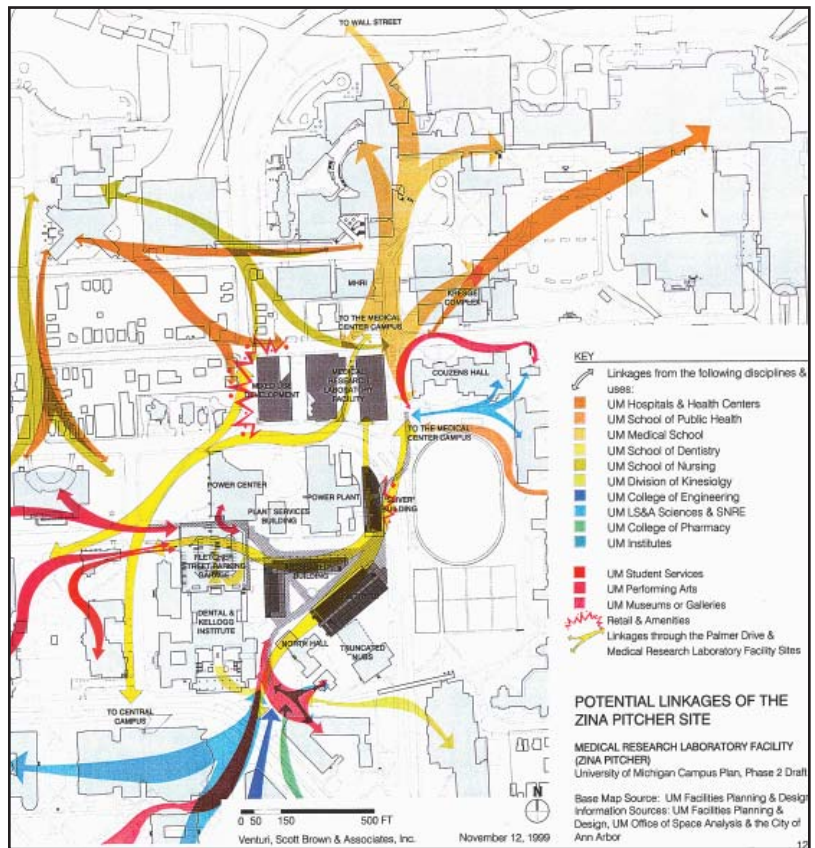 TO WALL STREET
MHRI
KRESGE
COMPLEX
TO THE MEDICAL
CENTER CAMPUS
MIXED USE
DEVELOPMENT
MEDICAL
RESEARCH
LABORATORY
FACILITY
COUZENS HALL
TO THE MEDICAL
CENTER CAMPUS
POWER CENTER
POWER PLANT
PLANT SERVICES
BUILDING
BUILDING
FLETCHER
STREET PARKING
GARAGE
BUILDING
DENTAL &
KELLOGG
INSTITUTE
NORTH HALL
TRUNCATED
NUBS
TO CENTRAL
CAMPUS
KEY
Linkages from the following disciplines &
uses:
UM Hospitals & Health Centers
UM School of Public Health
UM Medical School
UM School of Dentistry
UM School of Nursing
UM Division of Kinesiolgy
UM College of Engineering
UM LS&A Sciences & SNRE
UM College of Pharmacy
UM Institutes
UM Student Services
UM Performing Arts
UM Museums or Galleries
Retail & Amenities
Linkages through the Palmer Drive &
Medical Research Laboratory Facility Sites
POTENTIAL LINKAGES OF THE
ZINA PITCHER SITE
MEDICAL RESEARCH LABORATORY FACILITY
(ZINA PITCHER)
University of Michigan Campus Plan, Phase 2 Draft
Base Map Source: UM Facilities Planning & Design
Information Sources: UM Facilities Planning &
Design, UM Office of Space Analysis & the City of
Ann Arbor
12
N
0 50 150 500 FT
Venturi, Scott Brown & Associates, Inc. November 12, 1999